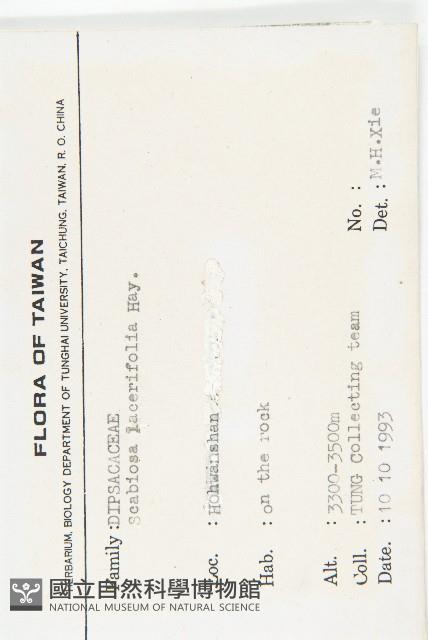 FLORA OF TAIWAN
HERBARIUM, BIOLOGY DEPARTMENT OF TUNGHAI UNIVERSITY, TAICHUNG, TAIWAN, R. O. CHINA
Family :DIPSACACEAE
Scabiosa lacerifolia Hay.
Loc. :Hohwanshan
Hab. :on the rock
Alt. :3300-3500m
Coll. :TUNG Collecting team No. :
Date. :10 10 1993 Det. :M.H.Xie
國立自然科學博物館
NATIONAL MUSEUM OF NATURAL SCIENCE